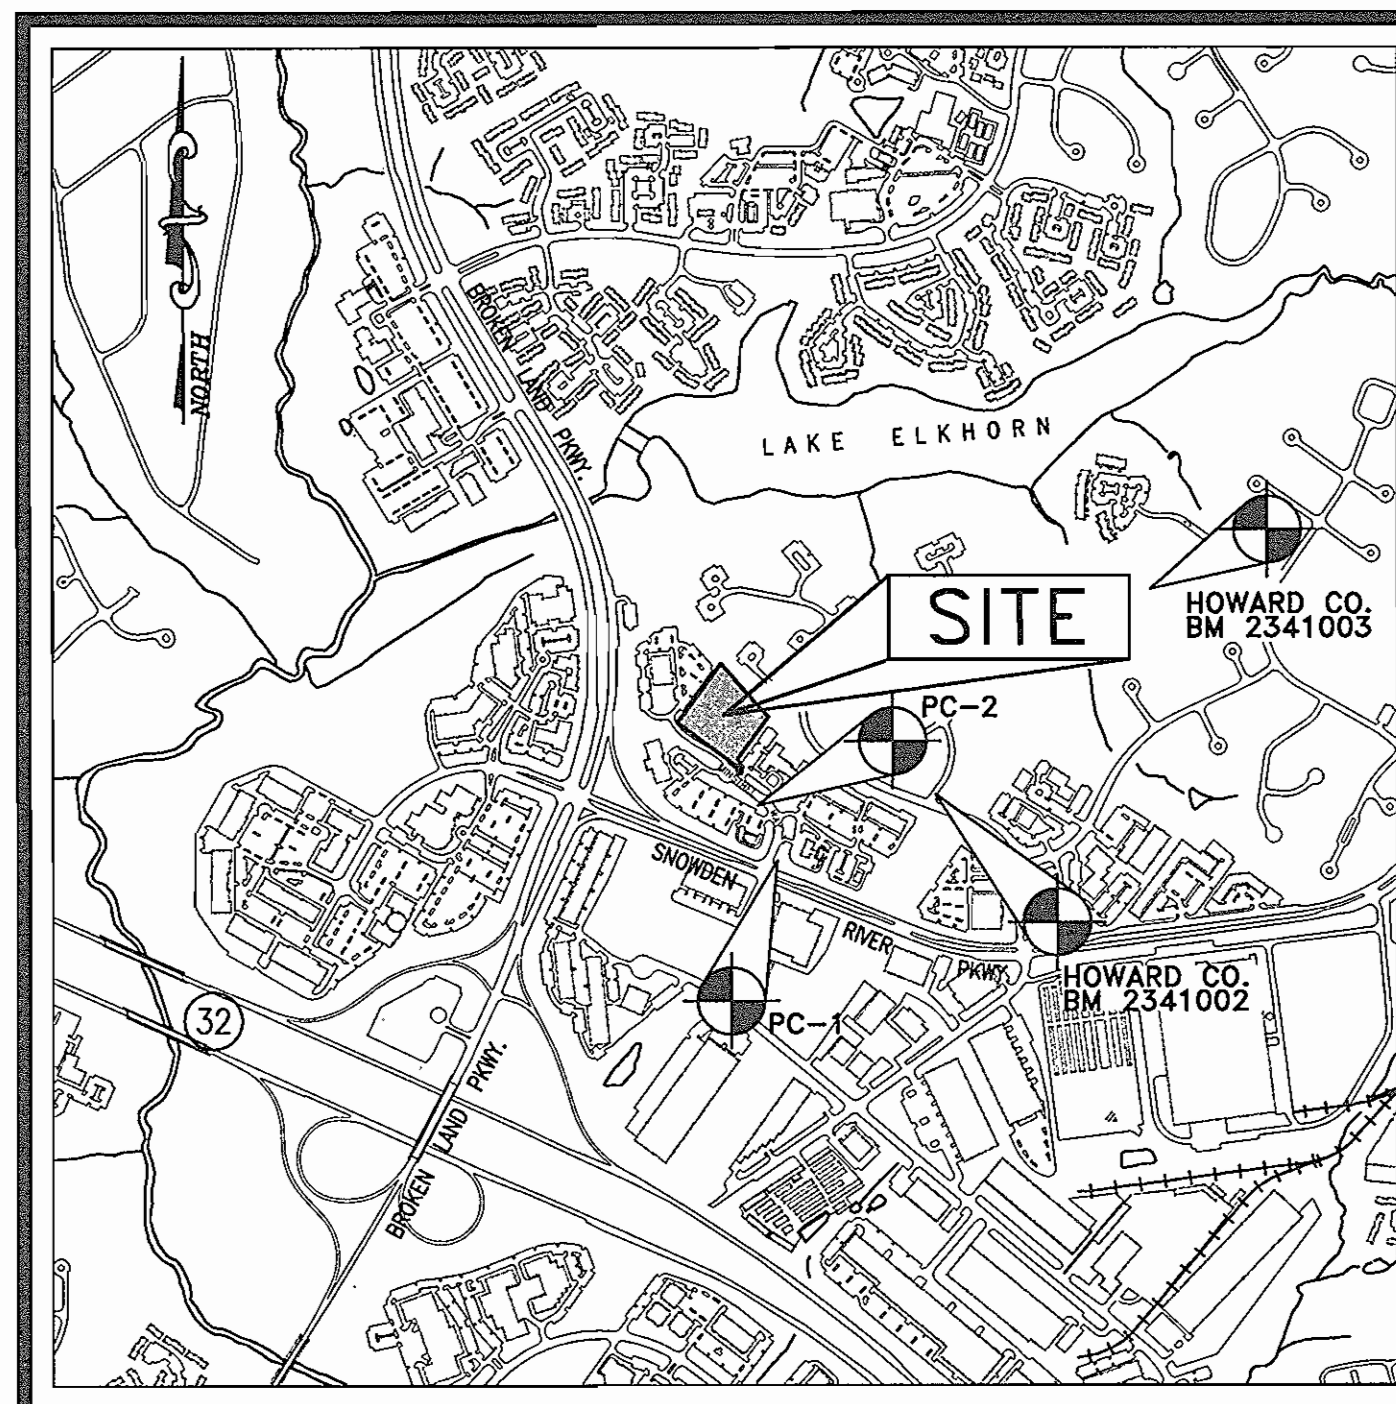 NORTH
BROKEN LAND PKWY.
LAKE ELKHORN
SITE
HOWARD CO.
BM 2341003
PC-2
SNOWDEN RIVER PKWY.
HOWARD CO.
BM 2341002
PC-1
32
BROKEN LAND PKWY.